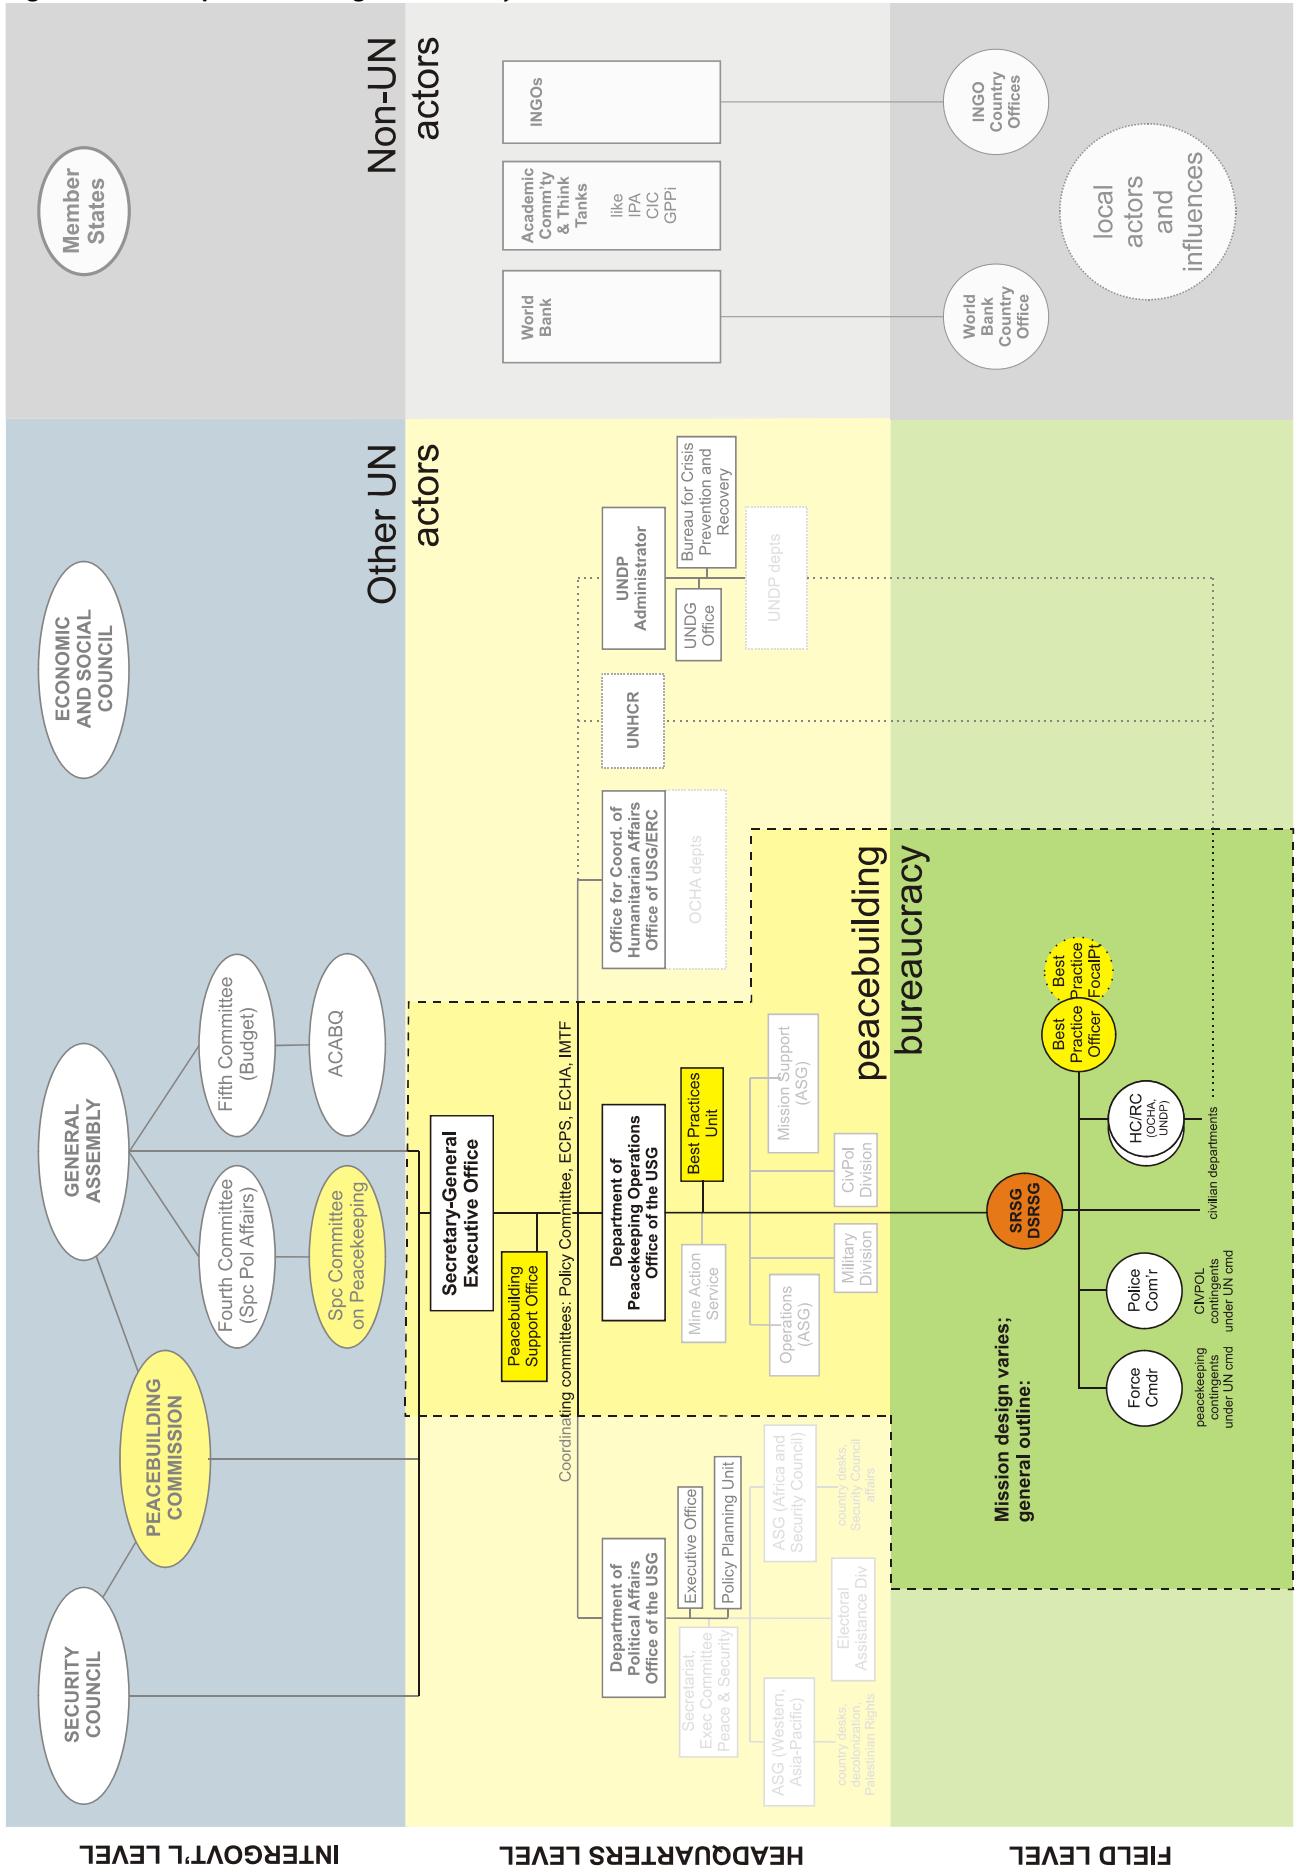 INTERGOVT'L LEVEL
SECURITY
COUNCIL
PEACEBUILDING
COMMISSION
GENERAL
ASSEMBLY
Fourth Committee
(Spc Pol Affairs)
Spc Committee
on Peacekeeping
Fifth Committee
(Budget)
ACABQ
ECONOMIC
AND SOCIAL
COUNCIL
Member
States
Other UN
actors
Non-UN
actors
HEADQUARTERS LEVEL
Secretary-General
Executive Office
Peacebuilding
Support Office
Coordinating committees: Policy Committee, ECPS, ECHA, IMTF
Department of
Political Affairs
Office of the USG
Executive Office
Policy Planning Unit
Secretariat,
Exec Committee
Peace & Security
ASG (Western,
Asia-Pacific)
country desks,
decolonization,
Palestinian Rights
ASG (Africa and
Security Council)
country desks,
Security Council
affairs
Electoral
Assistance Div
Department of
Peacekeeping Operations
Office of the USG
Best Practices
Unit
Mine Action
Service
Operations
(ASG)
Military
Division
CivPol
Division
Mission Support
(ASG)
Office for Coord. of
Humanitarian Affairs
Office of USG/ERC
OCHA depts
UNHCR
UNDP
Administrator
UNDG
Office
Bureau for Crisis
Prevention and
Recovery
UNDP depts
World
Bank
Academic
Comm'ty
& Think
Tanks
like
IPA
CIC
GPPi
INGOs
peacebuilding
bureaucracy
FIELD LEVEL
Mission design varies;
general outline:
SRSG
DSRSG
Force
Cmdr
peacekeeping
contingents
under UN cmd
Police
Com'r
CIVPOL
contingents
under UN cmd
civilian departments
HC/RC
(OCHA,
UNDP)
Best
Practice
Officer
Best
Practice
FocalPt
World
Bank
Country
Office
INGO
Country
Offices
local
actors
and
influences